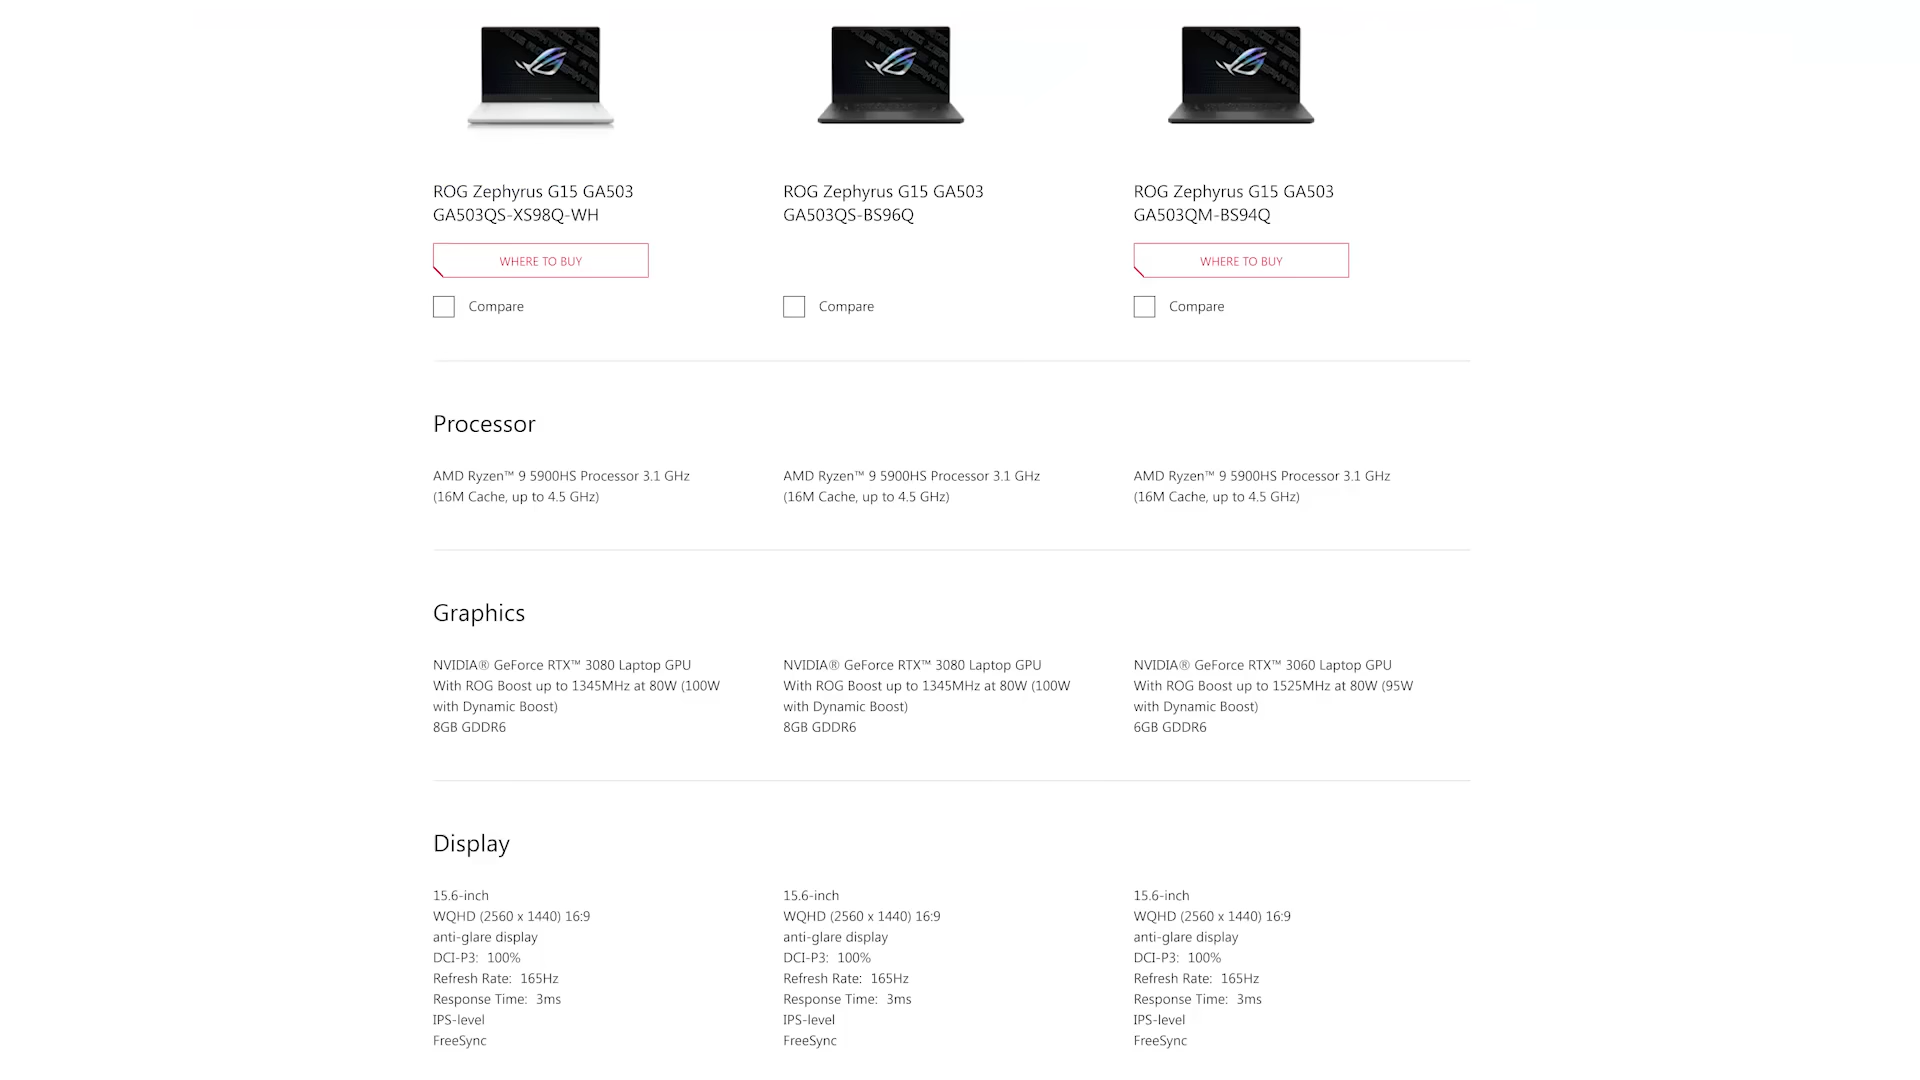 ROG Zephyrus G15 GA503
GA503QS-XS98Q-WH
WHERE TO BUY
Compare
ROG Zephyrus G15 GA503
GA503QS-BS96Q
Compare
ROG Zephyrus G15 GA503
GA503QM-BS94Q
WHERE TO BUY
Compare
Processor
AMD Ryzen™ 9 5900HS Processor 3.1 GHz
(16M Cache, up to 4.5 GHz)
AMD Ryzen™ 9 5900HS Processor 3.1 GHz
(16M Cache, up to 4.5 GHz)
AMD Ryzen™ 9 5900HS Processor 3.1 GHz
(16M Cache, up to 4.5 GHz)
Graphics
NVIDIA® GeForce RTX™ 3080 Laptop GPU
With ROG Boost up to 1345MHz at 80W (100W
with Dynamic Boost)
8GB GDDR6
NVIDIA® GeForce RTX™ 3080 Laptop GPU
With ROG Boost up to 1345MHz at 80W (100W
with Dynamic Boost)
8GB GDDR6
NVIDIA® GeForce RTX™ 3060 Laptop GPU
With ROG Boost up to 1525MHz at 80W (95W
with Dynamic Boost)
6GB GDDR6
Display
15.6-inch
WQHD (2560 x 1440) 16:9
anti-glare display
DCI-P3: 100%
Refresh Rate: 165Hz
Response Time: 3ms
IPS-level
FreeSync
15.6-inch
WQHD (2560 x 1440) 16:9
anti-glare display
DCI-P3: 100%
Refresh Rate: 165Hz
Response Time: 3ms
IPS-level
FreeSync
15.6-inch
WQHD (2560 x 1440) 16:9
anti-glare display
DCI-P3: 100%
Refresh Rate: 165Hz
Response Time: 3ms
IPS-level
FreeSync